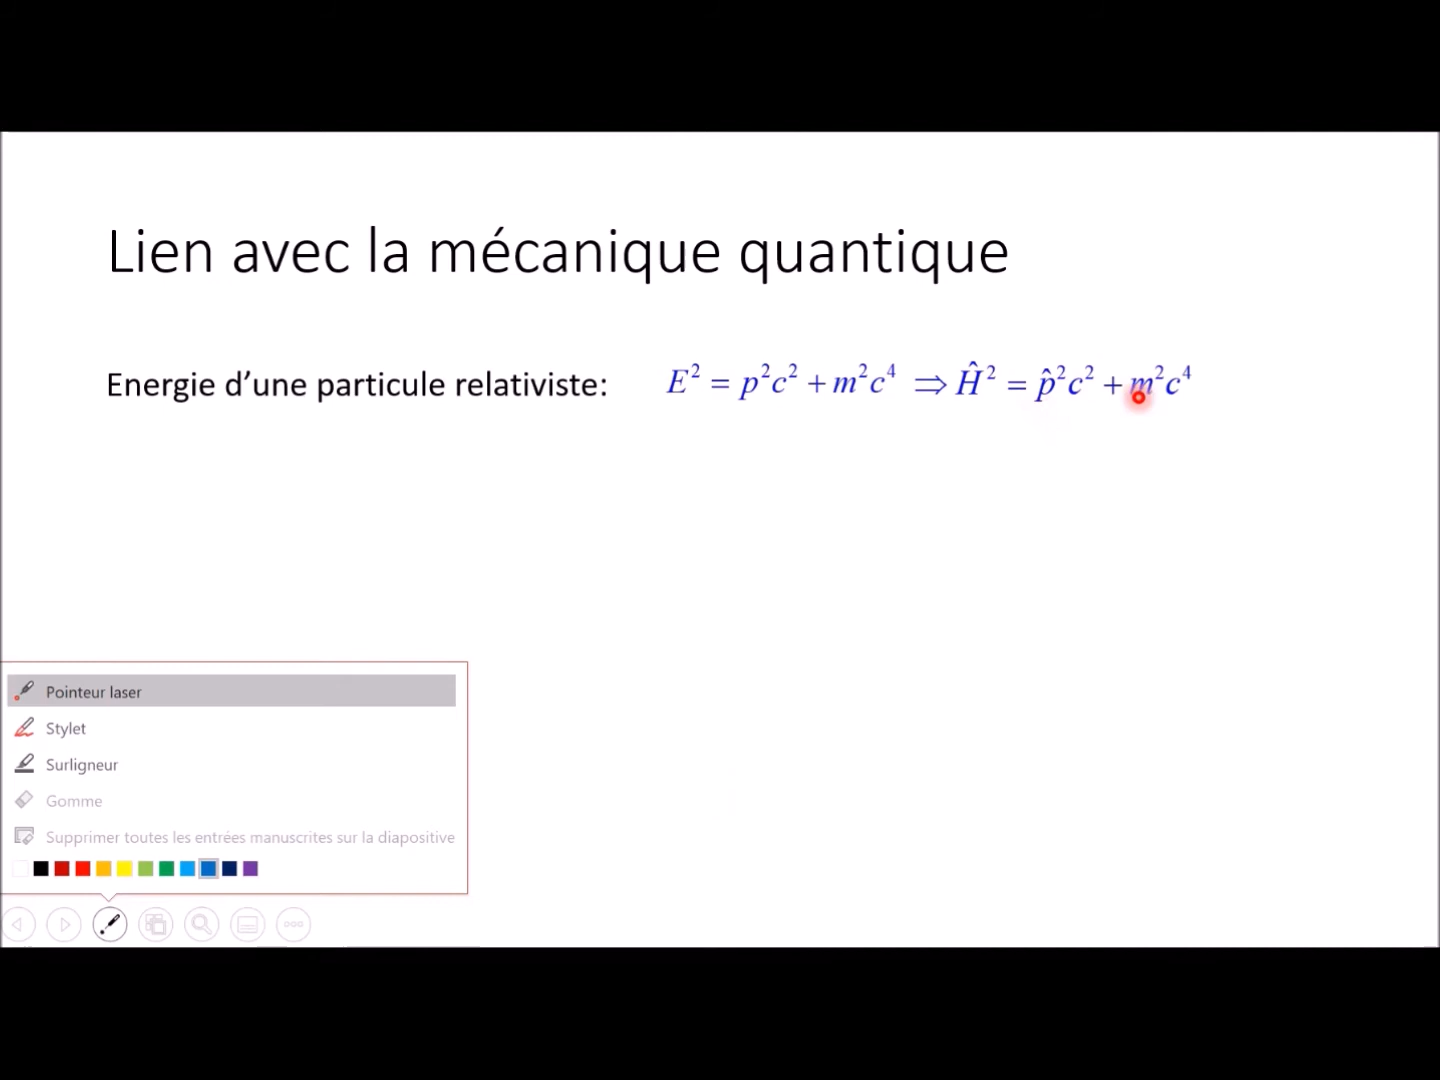 Lien avec la mécanique quantique
Energie d’une particule relativiste: E² = p²c² + m²c⁴ ⇒ Ĥ² = p̂²c² + m²c⁴
Pointeur laser
Stylet
Surligneur
Gomme
Supprimer toutes les entrées manuscrites sur la diapositive